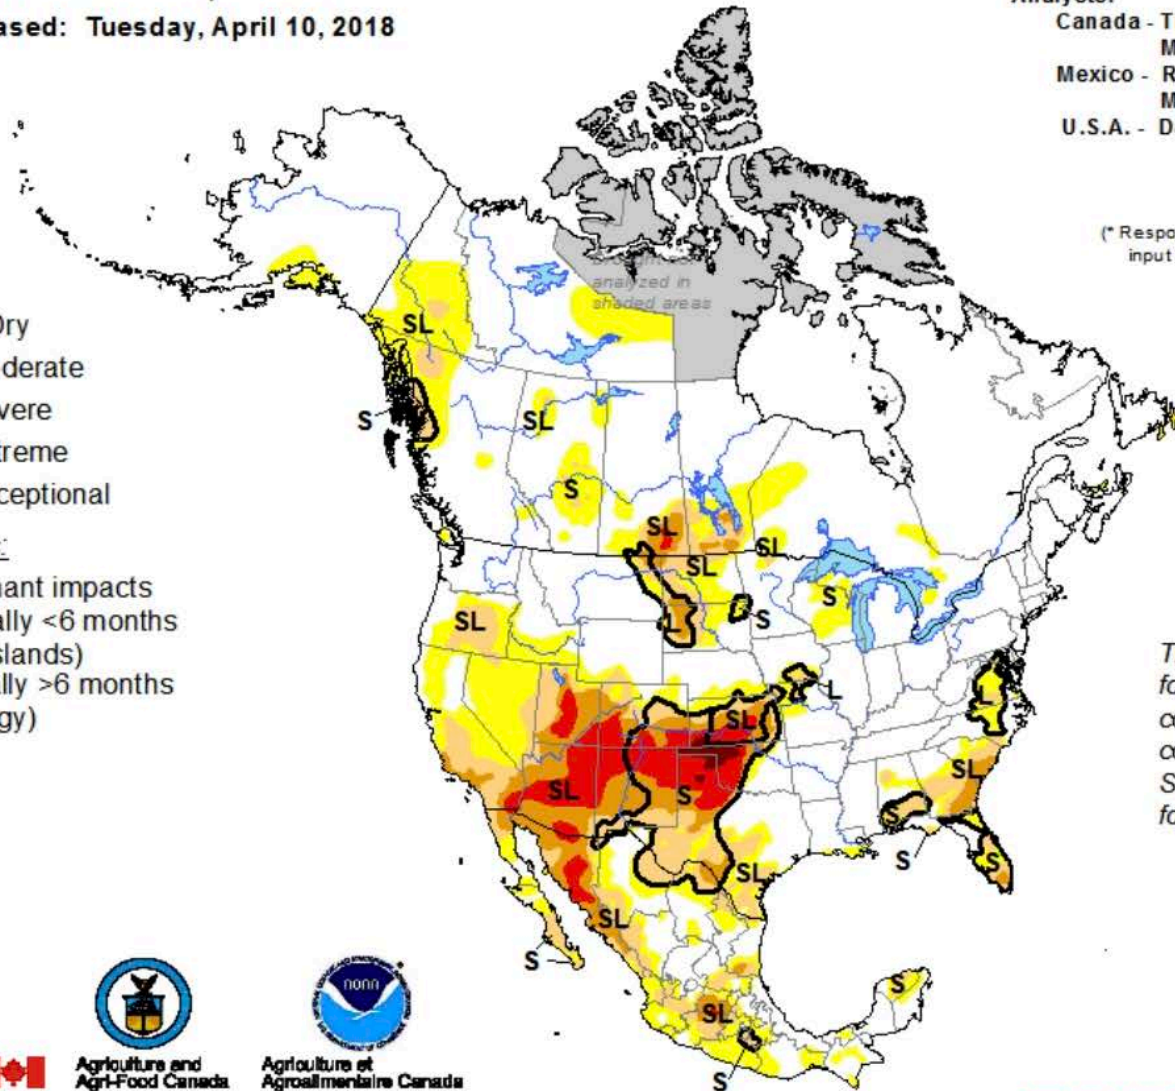 ased: Tuesday, April 10, 2018
Canada - T
M
Mexico - R
M
U.S.A. - D
(* Respo
input
analyzed in
shaded areas
Dry
derate
vere
treme
ceptional
nant impacts
ally <6 months
slands)
ally >6 months
gy)
SL
S
SL
S
SL
SL
SL
L
S
S
SL
L
L
SL
SL
S
SL
SL
S
S
S
SL
S
S
SL
S
T
fo
co
co
S
fo
noaa
Agriculture and
Agri-Food Canada
Agriculture et
Agroalimentaire Canada